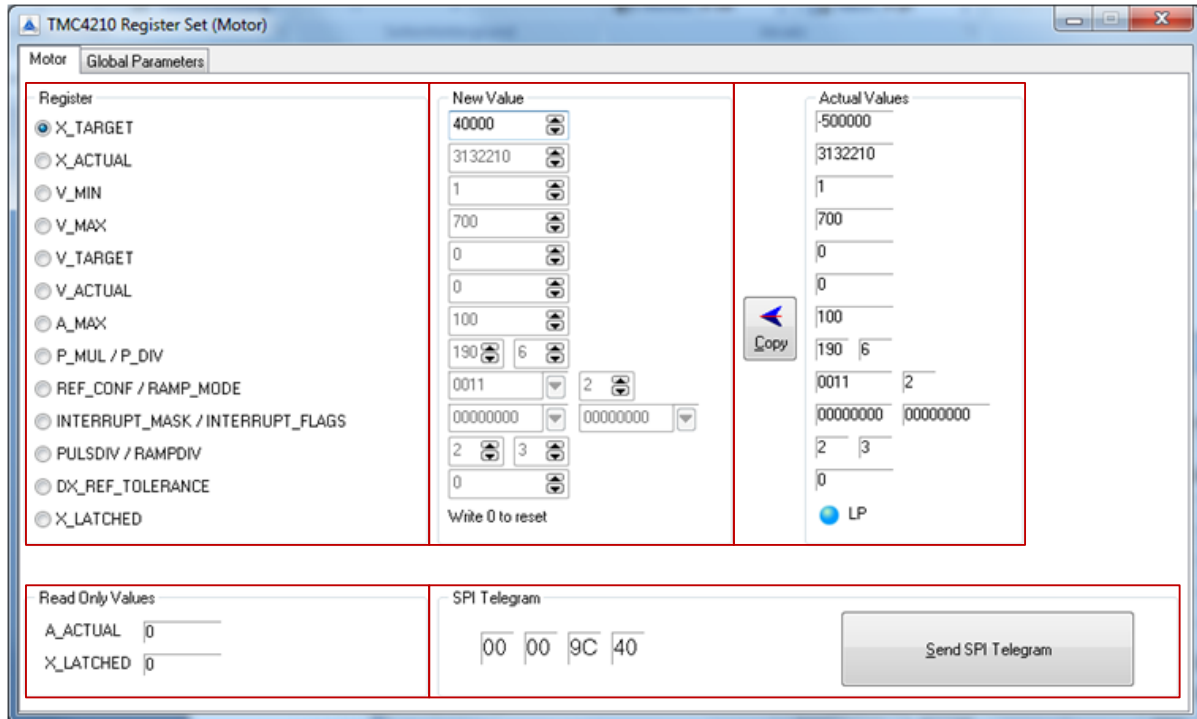 TMC4210 Register Set (Motor)
Motor Global Parameters
Register New Value Actual Values
X_TARGET 40000 -500000
X_ACTUAL 3132210 3132210
V_MIN 1 1
V_MAX 700 700
V_TARGET 0 0
V_ACTUAL 0 0
A_MAX 100 100
Copy
P_MUL / P_DIV 190 6 190 6
REF_CONF / RAMP_MODE 0011 2 0011 2
INTERRUPT_MASK / INTERRUPT_FLAGS 00000000 00000000 00000000 00000000
PULSDIV / RAMPDIV 2 3 2 3
DX_REF_TOLERANCE 0 0
X_LATCHED Write 0 to reset LP
Read Only Values SPI Telegram
A_ACTUAL 0
00 00 9C 40 Send SPI Telegram
X_LATCHED 0